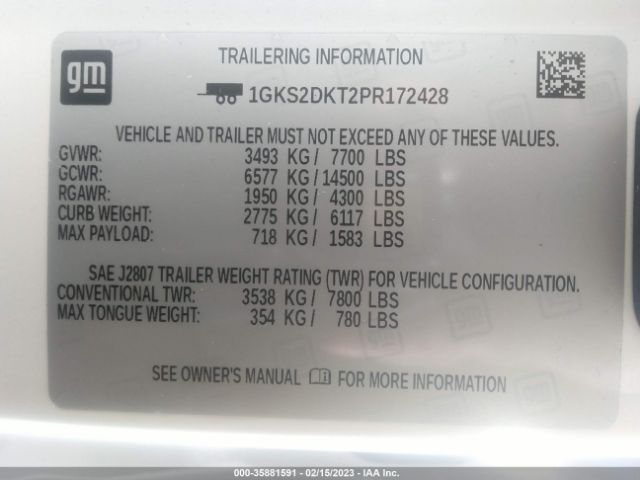 gm
TRAILERING INFORMATION
1GKS2DKT2PR172428
VEHICLE AND TRAILER MUST NOT EXCEED ANY OF THESE VALUES.
GVWR: 3493 KG / 7700 LBS
GCWR: 6577 KG / 14500 LBS
RGAWR: 1950 KG / 4300 LBS
CURB WEIGHT: 2775 KG / 6117 LBS
MAX PAYLOAD: 718 KG / 1583 LBS
SAE J2807 TRAILER WEIGHT RATING (TWR) FOR VEHICLE CONFIGURATION.
CONVENTIONAL TWR: 3538 KG / 7800 LBS
MAX TONGUE WEIGHT: 354 KG / 780 LBS
SEE OWNER'S MANUAL FOR MORE INFORMATION
000-35881591 - 02/15/2023 - IAA Inc.